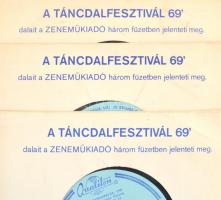 A TÁNCDALFESZTIVÁL 69'
dalait a ZENEMŰKIADÓ három füzetben jelenteti meg.
A TÁNCDALFESZTIVÁL 69'
dalait a ZENEMŰKIADÓ három füzetben jelenteti meg.
A TÁNCDALFESZTIVÁL 69'
dalait a ZENEMŰKIADÓ három füzetben jelenteti meg.
Qualiton